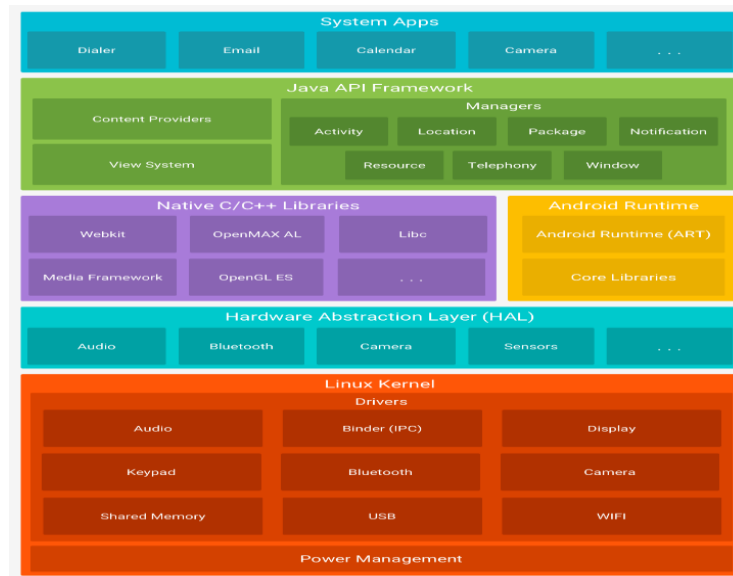 System Apps
Dialer
Email
Calendar
Camera
. . .
Java API Framework
Content Providers
View System
Managers
Activity
Location
Package
Notification
Resource
Telephony
Window
Native C/C++ Libraries
Webkit
OpenMAX AL
Libc
Media Framework
OpenGL ES
. . .
Android Runtime
Android Runtime (ART)
Core Libraries
Hardware Abstraction Layer (HAL)
Audio
Bluetooth
Camera
Sensors
. . .
Linux Kernel
Drivers
Audio
Binder (IPC)
Display
Keypad
Bluetooth
Camera
Shared Memory
USB
WIFI
Power Management